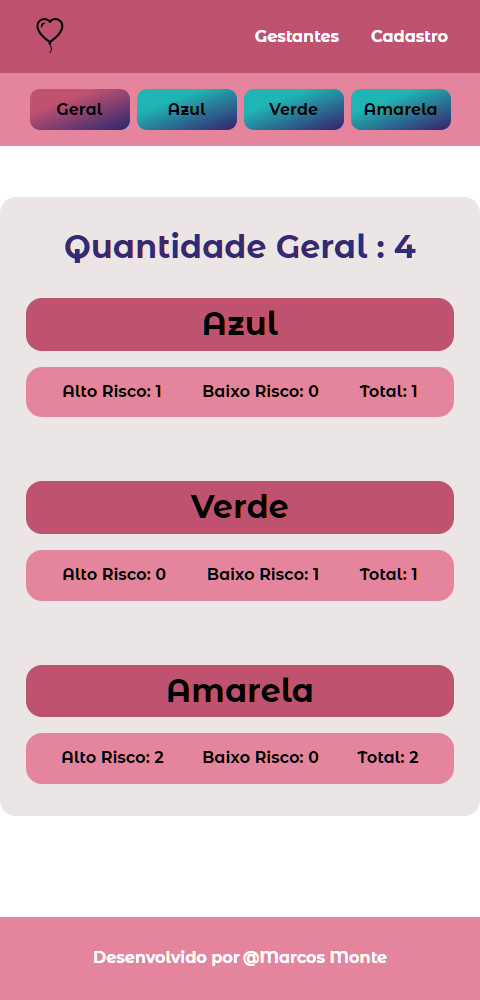 Gestantes Cadastro
Geral Azul Verde Amarela
Quantidade Geral : 4
Azul
Alto Risco: 1 Baixo Risco: 0 Total: 1
Verde
Alto Risco: 0 Baixo Risco: 1 Total: 1
Amarela
Alto Risco: 2 Baixo Risco: 0 Total: 2
Desenvolvido por @Marcos Monte